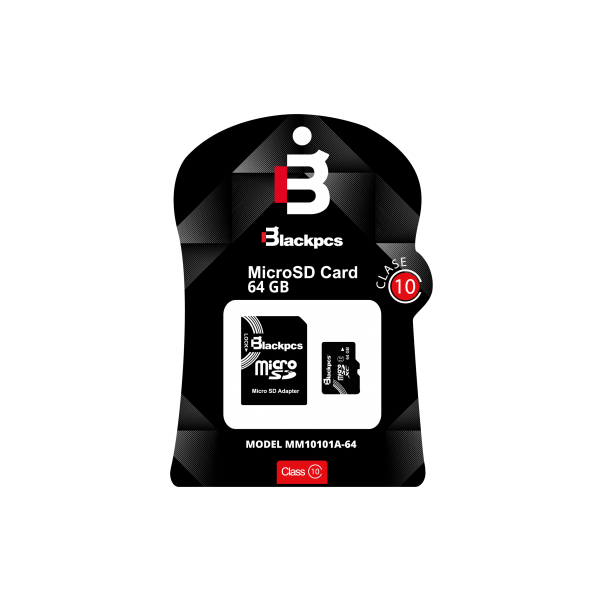 B
Blackpcs
MicroSD Card
64 GB
CLASE
10
LOCK
Blackpcs
micro
SD
Micro SD Adapter
Blackpcs
64 GB
micro
SD
XC
MODEL MM10101A-64
Class 10